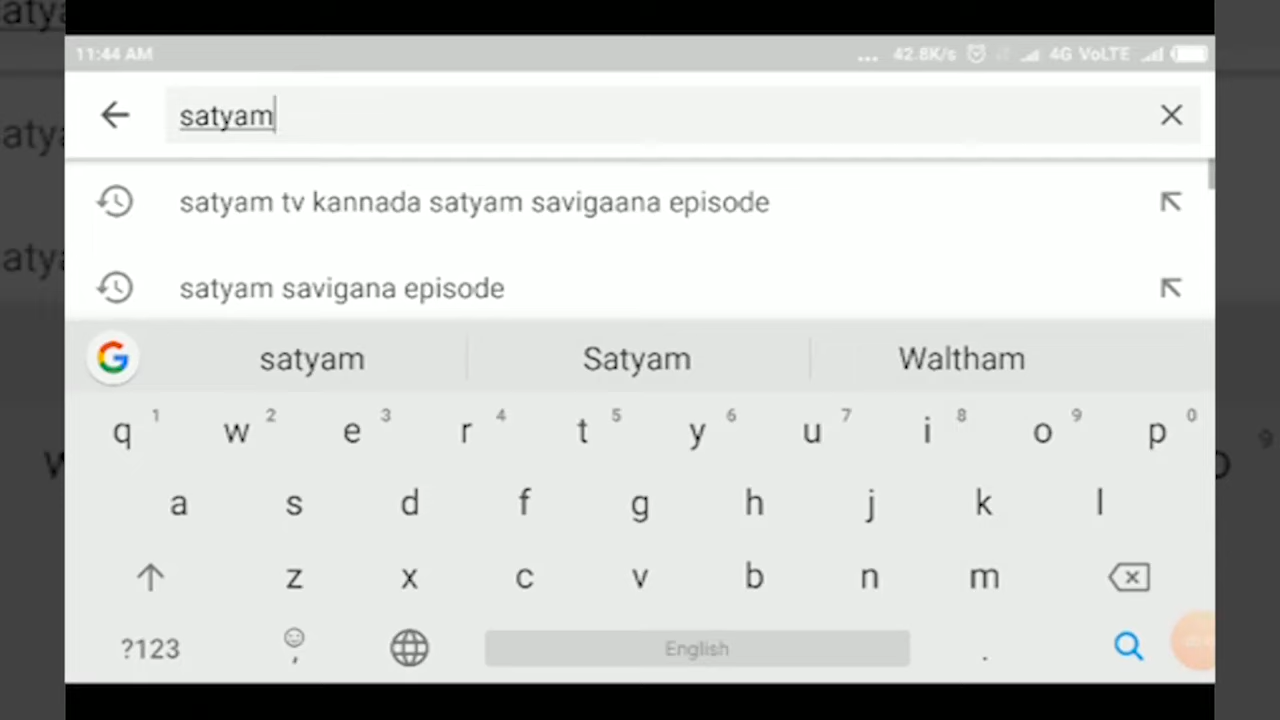 11:44 AM ... 42.8K/s 4G VoLTE
satyam
satyam tv kannada satyam savigaana episode
satyam savigana episode
G satyam Satyam Waltham
q 1 w 2 e 3 r 4 t 5 y 6 u 7 i 8 o 9 p 0
a s d f g h j k l
z x c v b n m
?123 , English .